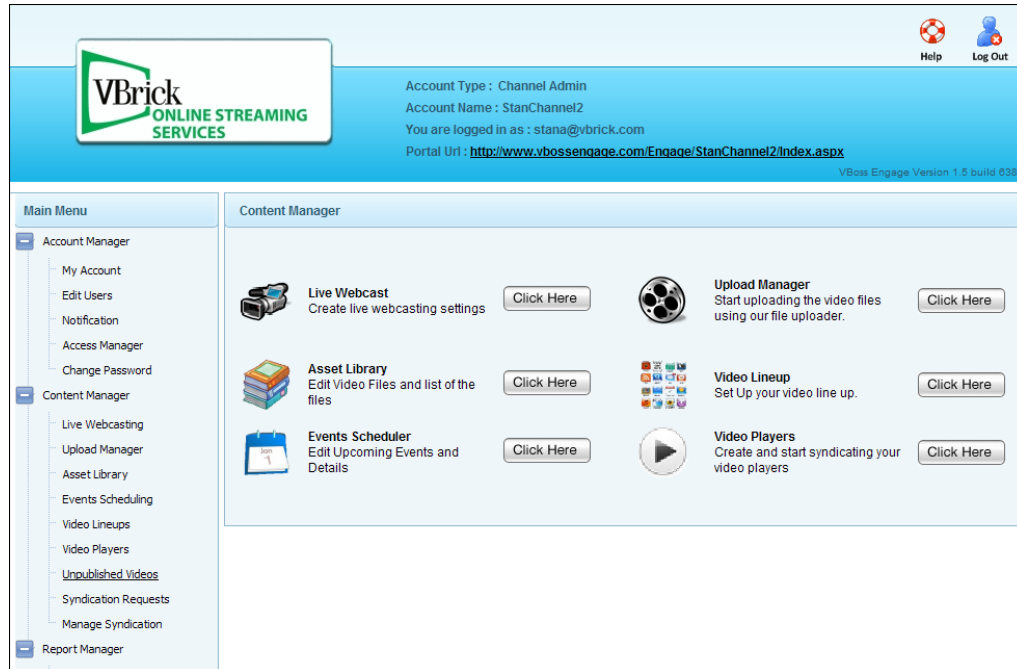 Help
Log Out
VBrick
ONLINE STREAMING
SERVICES
Account Type : Channel Admin
Account Name : StanChannel2
You are logged in as : stana@vbrick.com
Portal Url : http://www.vbossengage.com/Engage/StanChannel2/Index.aspx
VBoss Engage Version 1.5 build 638
Main Menu
Account Manager
My Account
Edit Users
Notification
Access Manager
Change Password
Content Manager
Live Webcasting
Upload Manager
Asset Library
Events Scheduling
Video Lineups
Video Players
Unpublished Videos
Syndication Requests
Manage Syndication
Report Manager
Content Manager
Live Webcast
Create live webcasting settings
Click Here
Upload Manager
Start uploading the video files
using our file uploader.
Click Here
Asset Library
Edit Video Files and list of the
files
Click Here
Video Lineup
Set Up your video line up.
Click Here
Jan
1
Events Scheduler
Edit Upcoming Events and
Details
Click Here
Video Players
Create and start syndicating your
video players
Click Here